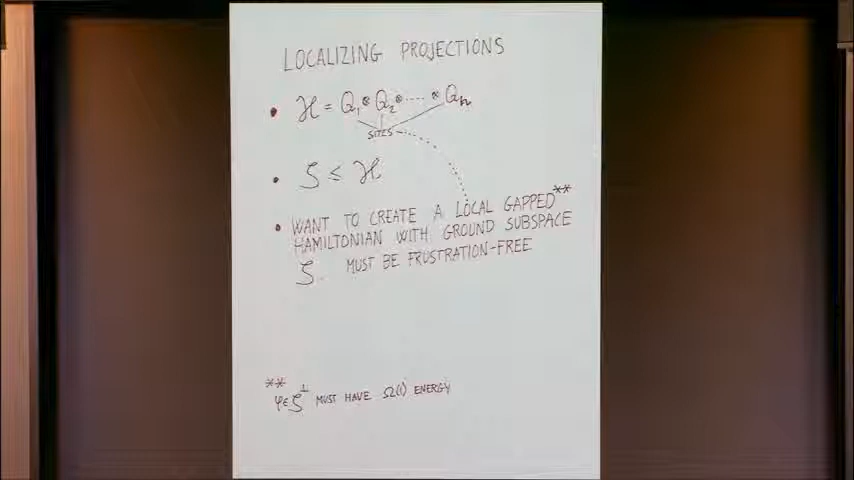 LOCALIZING PROJECTIONS
• ℋ = Q₁ ⊗ Q₂ ⊗ ····· ⊗ Qₙ
SITES
• S ≤ ℋ
• WANT TO CREATE A LOCAL GAPPED**
HAMILTONIAN WITH GROUND SUBSPACE
S. MUST BE FRUSTRATION-FREE
**
φ∈S⊥ MUST HAVE Ω(1) ENERGY